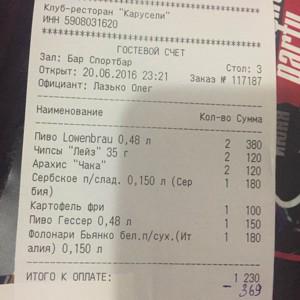 Клуб-ресторан "Карусели"
ИНН 5908031620
ГОСТЕВОЙ СЧЕТ
Зал: Бар Спортбар Стол: 3
Открыт: 20.06.2016 23:21 Заказ № 117187
Официант: Лазько Олег
Наименование Кол-во Сумма
Пиво Lowenbrau 0,48 л 2 380
Чипсы "Лейз" 35 г 2 120
Арахис "Чака" 2 120
Сербское п/слад. 0,150 л (Сер 1 180
бия)
Картофель фри 1 100
Пиво Гессер 0,48 л 1 150
Фолонари Бьянко бел.п/сух.(Ит 1 180
алия) 0,150 л
ИТОГО К ОПЛАТЕ: 1 230
- 369
party